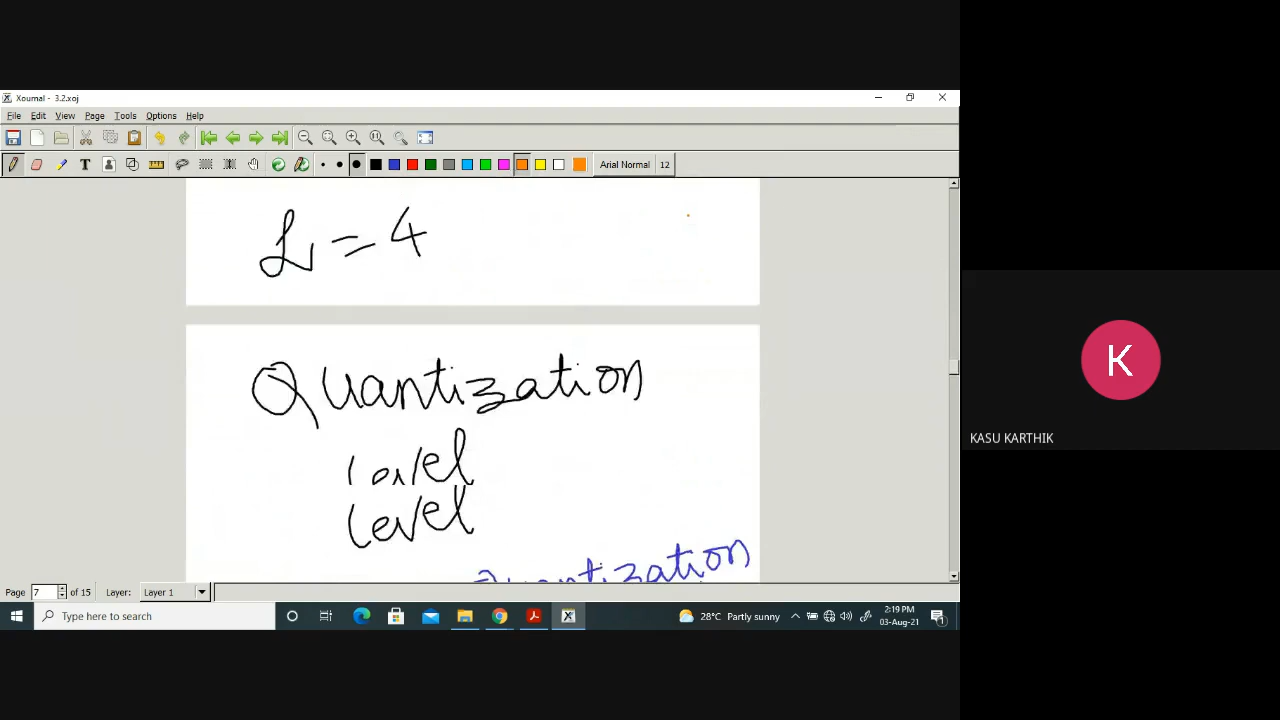 Xournal - 3.2.xoj
File Edit View Page Tools Options Help
Arial Normal 12
L = 4
Quantization
level
level
Quantization
Page 7 of 15 Layer: Layer 1
Type here to search
28°C Partly sunny
2:19 PM
03-Aug-21
1
K
KASU KARTHIK